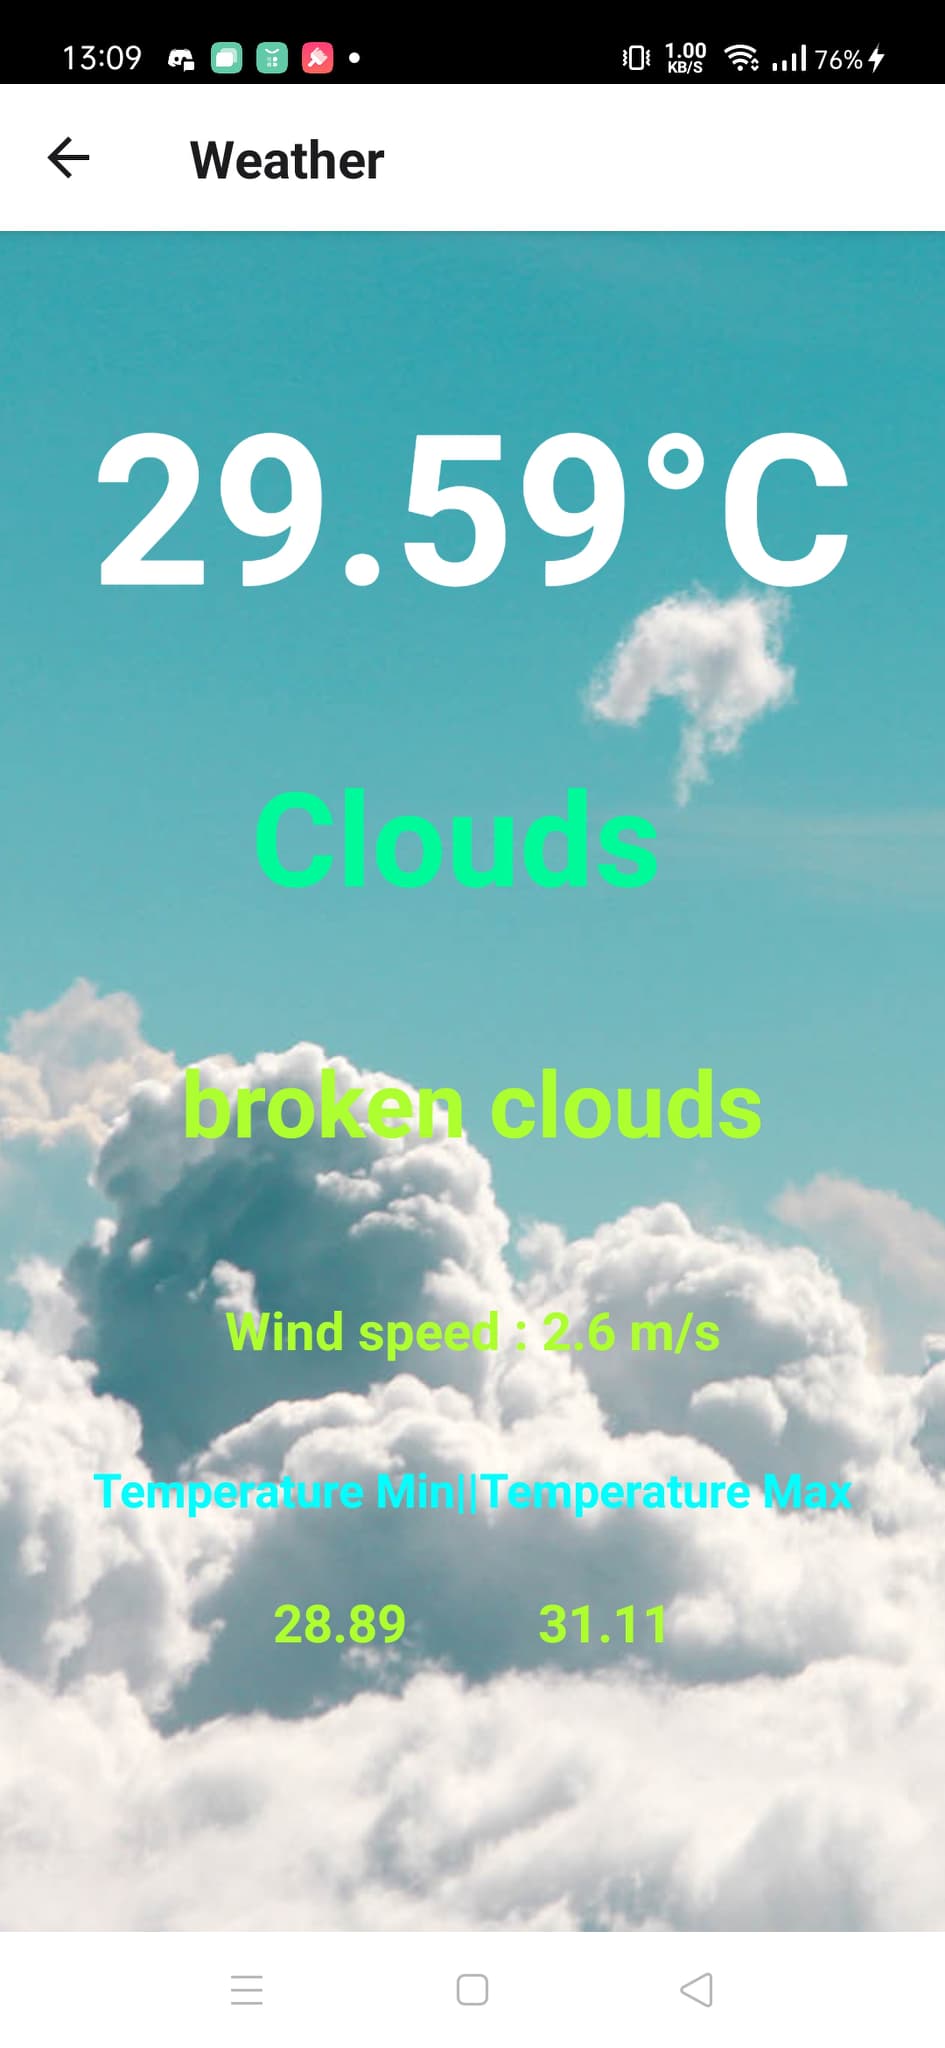 13:09 1.00 KB/S 76%
Weather
29.59°C
Clouds
broken clouds
Wind speed : 2.6 m/s
Temperature Min||Temperature Max
28.89 31.11